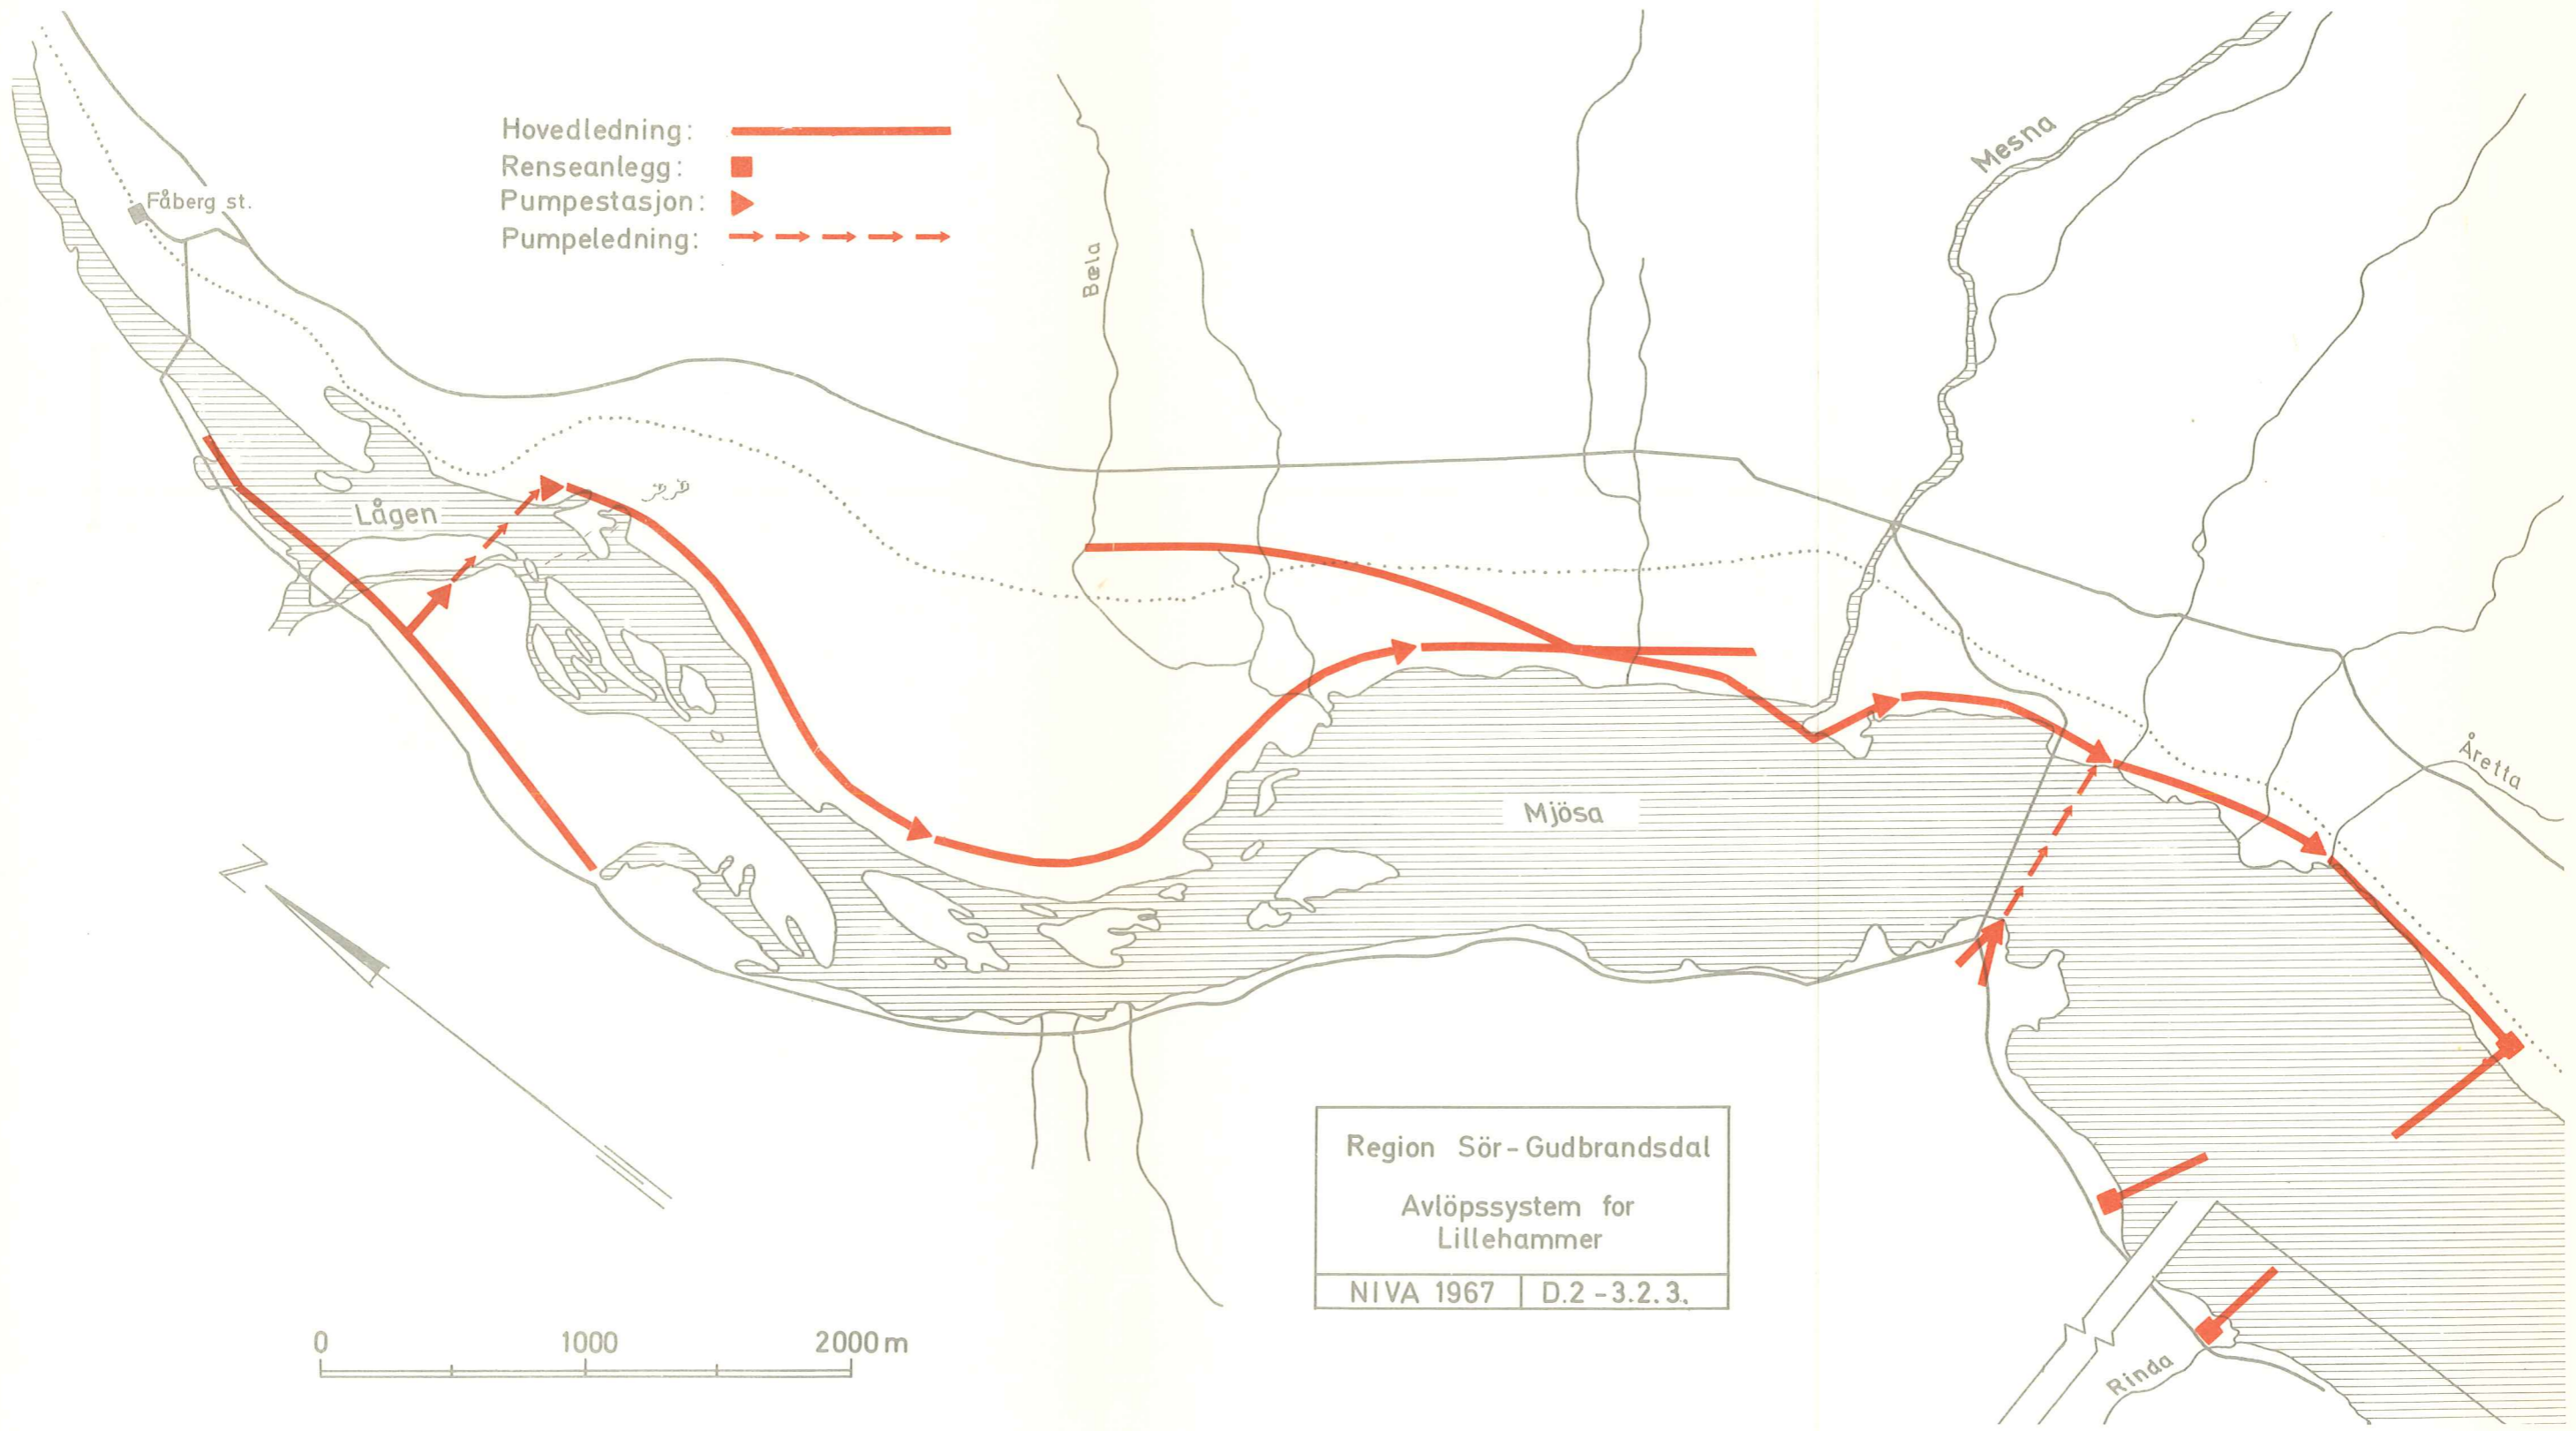 Hovedledning:
Renseanlegg:
Pumpestasjon:
Pumpeledning:
Fåberg st.
Lågen
Bæla
Mesna
Åretta
Mjösa
Z
Region Sör-Gudbrandsdal
Avlöpssystem for
Lillehammer
NIVA 1967 D.2-3.2.3.
0 1000 2000 m
Rinda